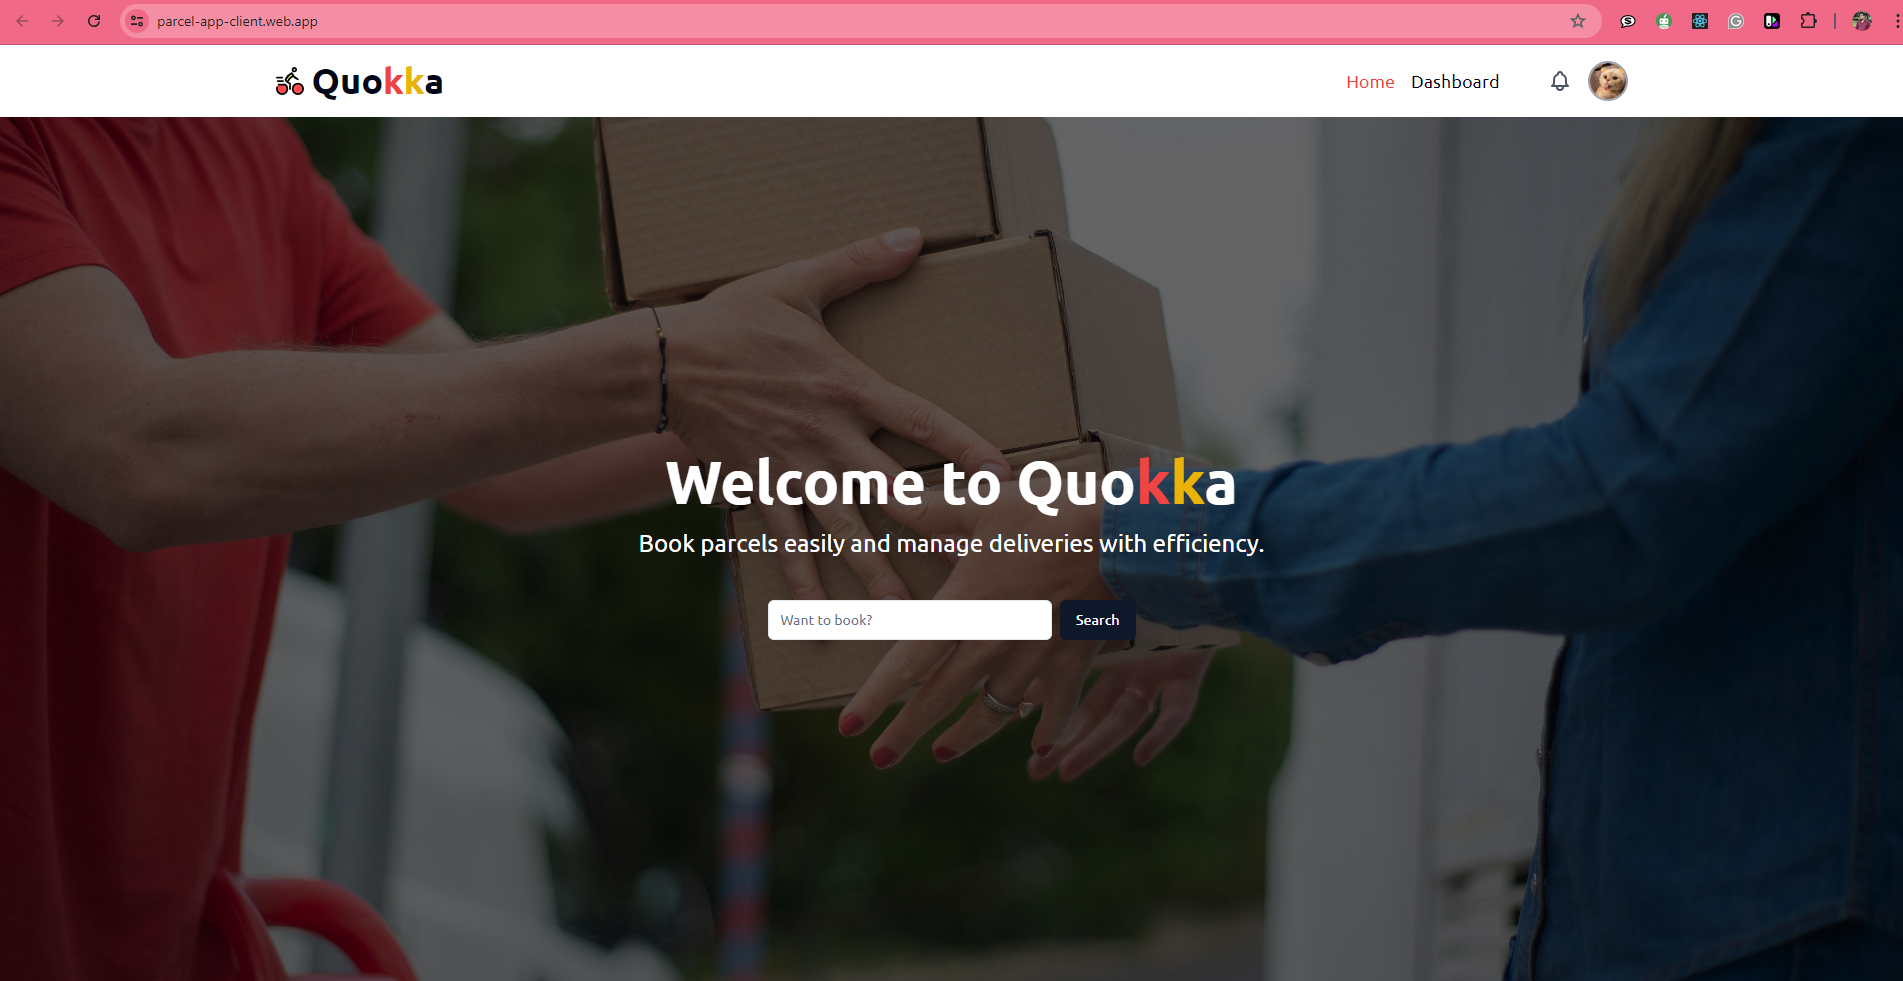 parcel-app-client.web.app
Quokka
Home Dashboard
Welcome to Quokka
Book parcels easily and manage deliveries with efficiency.
Want to book? Search